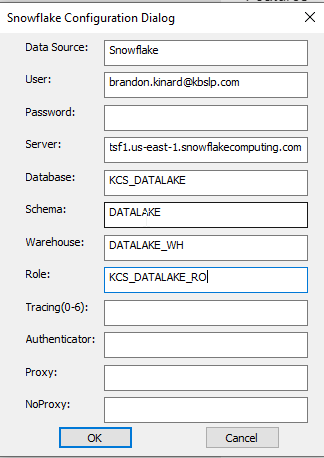 Snowflake Configuration Dialog
Data Source: Snowflake
User: brandon.kinard@kbslp.com
Password:
Server: tsf1.us-east-1.snowflakecomputing.com
Database: KCS_DATALAKE
Schema: DATALAKE
Warehouse: DATALAKE_WH
Role: KCS_DATALAKE_RO
Tracing(0-6):
Authenticator:
Proxy:
NoProxy:
OK Cancel